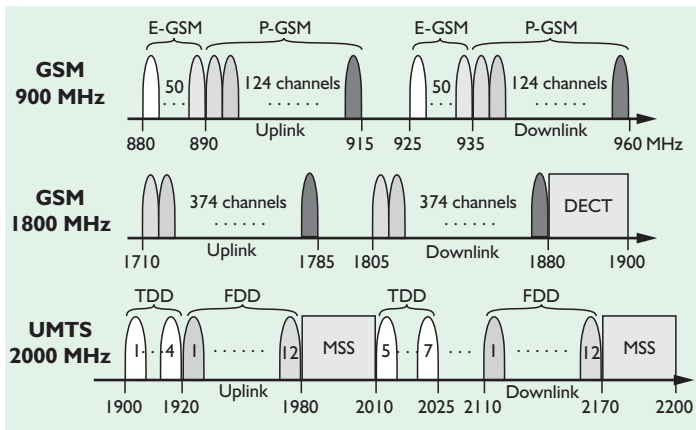 E-GSM P-GSM E-GSM P-GSM
GSM
900 MHz
50 124 channels 50 124 channels
... ...... ... ......
Uplink Downlink
880 890 915 925 935 960 MHz
GSM
1800 MHz
374 channels 374 channels DECT
...... ......
Uplink Downlink
1710 1785 1805 1880 1900
TDD FDD TDD FDD
UMTS
2000 MHz
1 ... 4 1 ...... 12 MSS 5 ... 7 .... 1 ...... 12 MSS
Uplink Downlink
1900 1920 1980 2010 2025 2110 2170 2200